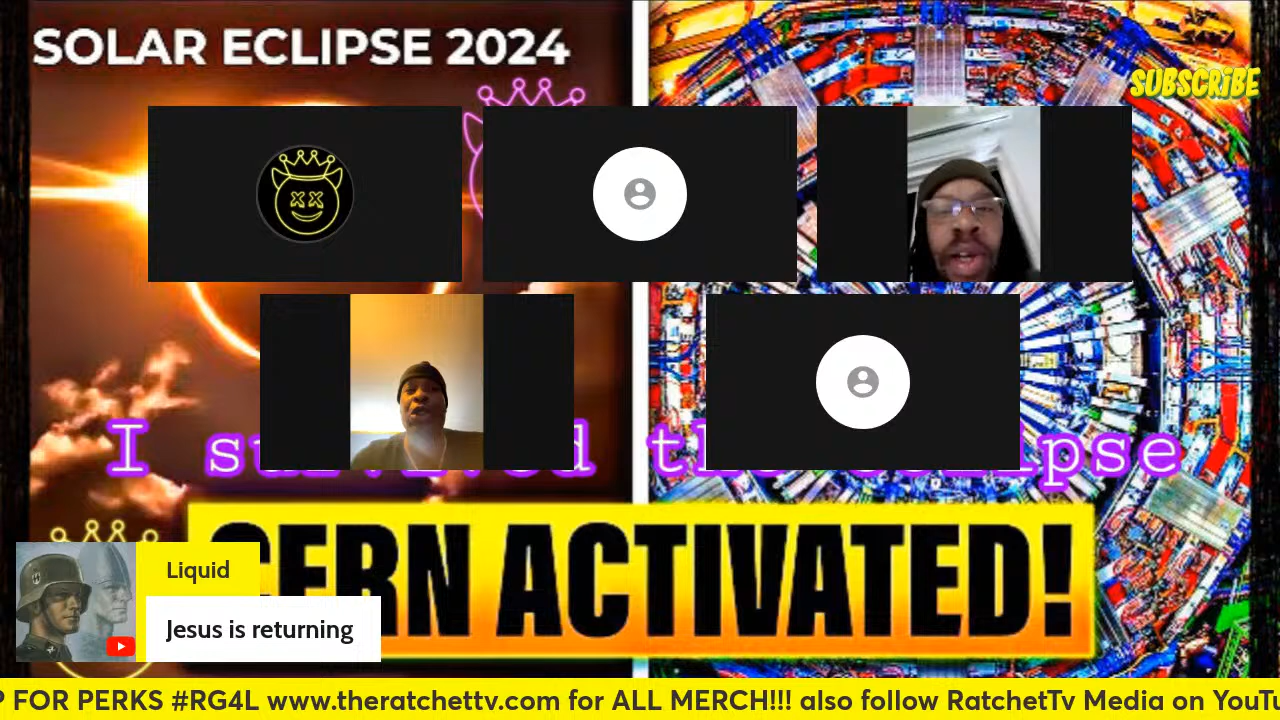 SOLAR ECLIPSE 2024
SUBSCRIBE
CERN ACTIVATED!
Liquid
Jesus is returning
P FOR PERKS #RG4L www.theratchettv.com for ALL MERCH!!! also follow RatchetTv Media on YouTu